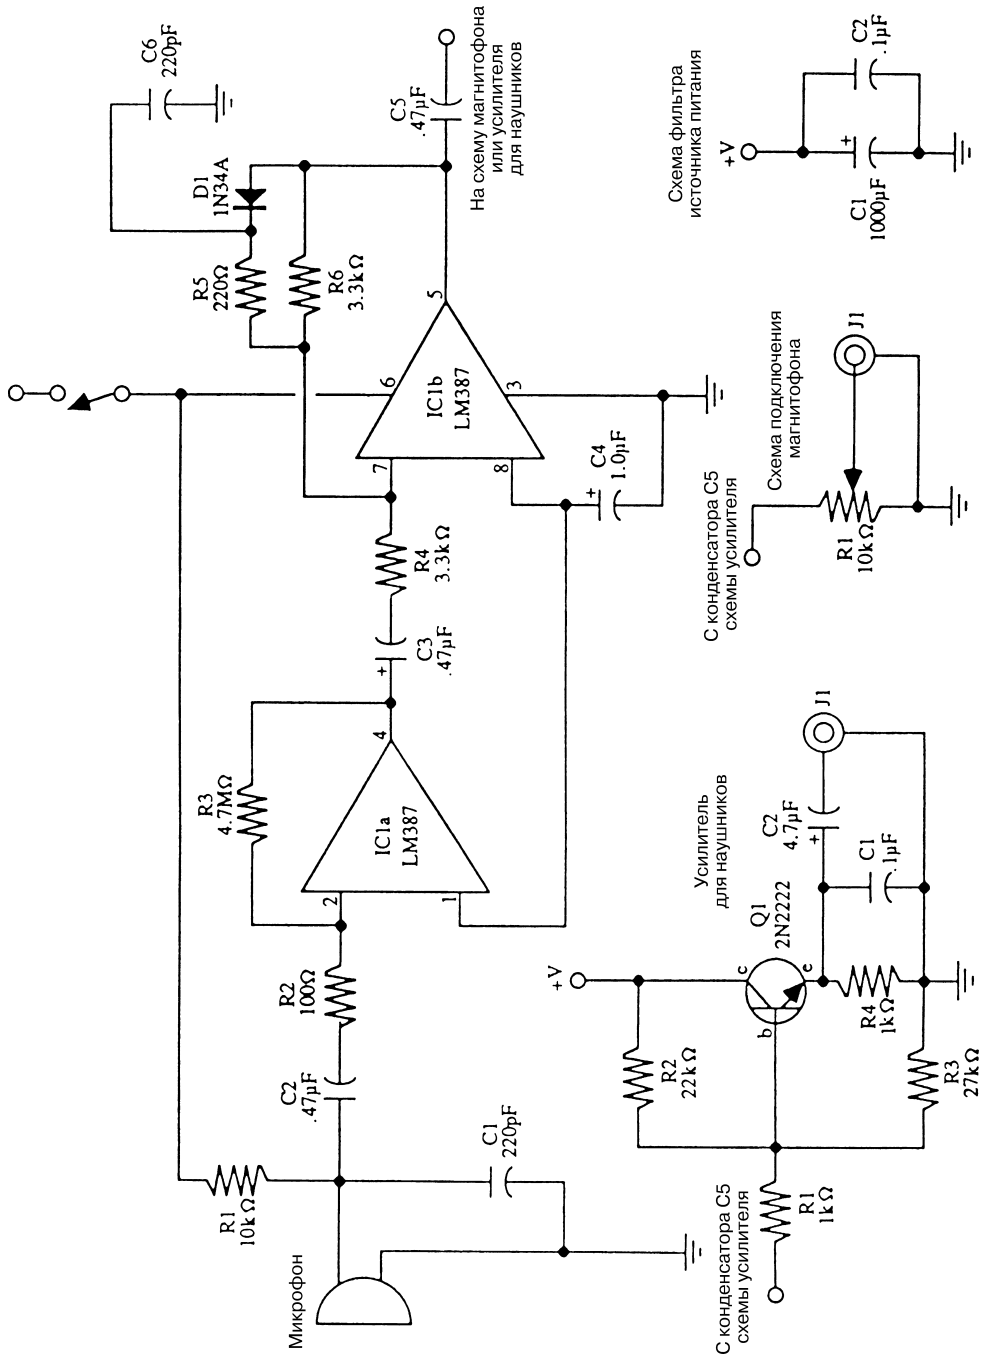 Микрофон
R1
10kΩ
C1
220pF
C2
.47µF
R2
100Ω
R3
4.7MΩ
2
1
IC1a
LM387
4
+
C3
.47µF
R4
3.3kΩ
7
8
6
3
IC1b
LM387
5
+
C4
1.0µF
R5
220Ω
R6
3.3kΩ
D1
1N34A
C6
220pF
C5
.47µF
На схему магнитофона
или усилителя
для наушников
С конденсатора C5
схемы усилителя
R1
1kΩ
R2
22kΩ
R3
27kΩ
+V
b
c
e
Q1
2N2222
R4
1kΩ
Усилитель
для наушников
C2
4.7µF
+
C1
.1µF
J1
С конденсатора C5
схемы усилителя
R1
10kΩ
Схема подключения
магнитофона
J1
Схема фильтра
источника питания
+V
+
C1
1000µF
C2
.1µF